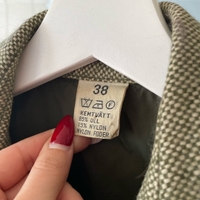 38
KEMTVÄTT
85% ULL
15% NYLON
NYLON. FODER